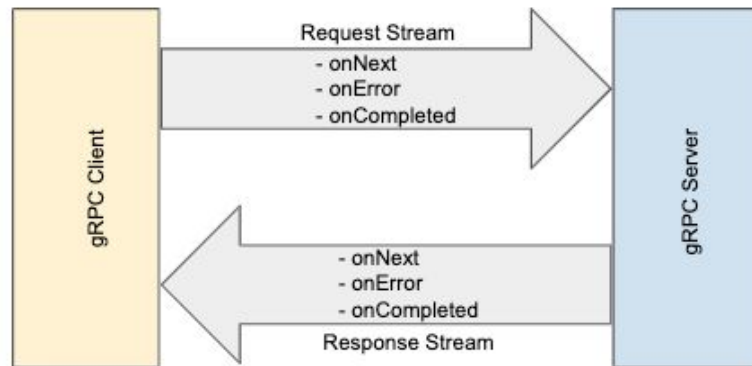 gRPC Client
Request Stream
- onNext
- onError
- onCompleted
gRPC Server
- onNext
- onError
- onCompleted
Response Stream